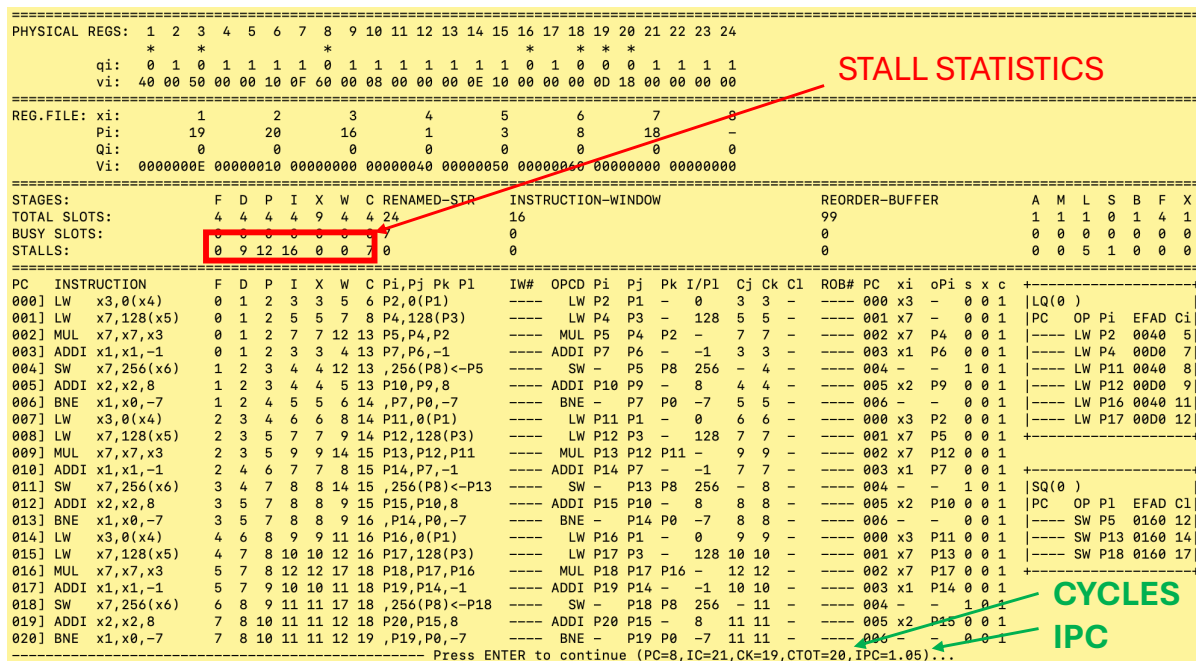 ================================================================================
PHYSICAL REGS:  1  2  3  4  5  6  7  8  9 10 11 12 13 14 15 16 17 18 19 20 21 22 23 24
                *     *              *                       *     *  *  *
          qi:   0  1  0  1  1  1  1  0  1  1  1  1  1  1  1  0  1  0  0  0  1  1  1  1
          vi:  40 00 50 00 00 10 0F 60 00 08 00 00 00 0E 10 00 00 00 0D 18 00 00 00 00
STALL STATISTICS
================================================================================
REG.FILE: xi:        1        2        3        4        5        6        7        8
          Pi:       19       20       16        1        3        8       18        –
          Qi:        0        0        0        0        0        0        0        0
          Vi:  0000000E 00000010 00000000 00000040 00000050 00000060 00000000 00000000
================================================================================
STAGES:                 F  D  P  I  X  W  C RENAMED-STR   INSTRUCTION-WINDOW   REORDER-BUFFER   A  M  L  S  B  F  X
TOTAL SLOTS:            4  4  4  4  9  4  4 24            16                   99               1  1  1  0  1  4  1
BUSY SLOTS:             0  0  0  0  0  0  0 7             0                    0                0  0  0  0  0  0  0
STALLS:                 0  9 12 16  0  0  7 0             0                    0                0  0  5  1  0  0  0
================================================================================
PC   INSTRUCTION        F  D  P  I  X  W  C Pi,Pj Pk Pl   IW#  OPCD Pi  Pj  Pk I/Pl  Cj Ck Cl  ROB# PC  xi  oPi s x c  +–––––––––––––––––––+
000] LW   x3,0(x4)      0  1  2  3  3  5  6 P2,0(P1)      ––––   LW P2  P1  –    0    3  3  –  –––– 000 x3  –   0 0 1  |LQ(0 )
001] LW   x7,128(x5)    0  1  2  5  5  7  8 P4,128(P3)    ––––   LW P4  P3  –   128   5  5  –  –––– 001 x7  –   0 0 1  |PC   OP Pi  EFAD Ci|
002] MUL  x7,x7,x3      0  1  2  7  7 12 13 P5,P4,P2      ––––  MUL P5  P4  P2  –     7  7  –  –––– 002 x7  P4  0 0 1  |–––– LW P2  0040  5|
003] ADDI x1,x1,-1      0  1  2  3  3  4 13 P7,P6,-1      –––– ADDI P7  P6  –   -1    3  3  –  –––– 003 x1  P6  0 0 1  |–––– LW P4  00D0  7|
004] SW   x7,256(x6)    1  2  3  4  4 12 13 ,256(P8)<–P5  ––––   SW –   P5  P8  256   –  4  –  –––– 004 –   –   1 0 1  |–––– LW P11 0040  8|
005] ADDI x2,x2,8       1  2  3  4  4  5 13 P10,P9,8      –––– ADDI P10 P9  –    8    4  4  –  –––– 005 x2  P9  0 0 1  |–––– LW P12 00D0  9|
006] BNE  x1,x0,-7      1  2  4  5  5  6 14 ,P7,P0,-7     ––––  BNE –   P7  P0  -7    5  5  –  –––– 006 –   –   0 0 1  |–––– LW P16 0040 11|
007] LW   x3,0(x4)      2  3  4  6  6  8 14 P11,0(P1)     ––––   LW P11 P1  –    0    6  6  –  –––– 000 x3  P2  0 0 1  |–––– LW P17 00D0 12|
008] LW   x7,128(x5)    2  3  5  7  7  9 14 P12,128(P3)   ––––   LW P12 P3  –   128   7  7  –  –––– 001 x7  P5  0 0 1  +–––––––––––––––––––+
009] MUL  x7,x7,x3      2  3  5  9  9 14 15 P13,P12,P11   ––––  MUL P13 P12 P11 –     9  9  –  –––– 002 x7  P12 0 0 1
010] ADDI x1,x1,-1      2  4  6  7  7  8 15 P14,P7,-1     –––– ADDI P14 P7  –   -1    7  7  –  –––– 003 x1  P7  0 0 1  +–––––––––––––––––––+
011] SW   x7,256(x6)    3  4  7  8  8 14 15 ,256(P8)<–P13 ––––   SW –   P13 P8  256   –  8  –  –––– 004 –   –   1 0 1  |SQ(0 )
012] ADDI x2,x2,8       3  5  7  8  8  9 15 P15,P10,8     –––– ADDI P15 P10 –    8    8  8  –  –––– 005 x2  P10 0 0 1  |PC   OP Pl  EFAD Cl|
013] BNE  x1,x0,-7      3  5  7  8  8  9 16 ,P14,P0,-7    ––––  BNE –   P14 P0  -7    8  8  –  –––– 006 –   –   0 0 1  |–––– SW P5  0160 12|
014] LW   x3,0(x4)      4  6  8  9  9 11 16 P16,0(P1)     ––––   LW P16 P1  –    0    9  9  –  –––– 000 x3  P11 0 0 1  |–––– SW P13 0160 14|
015] LW   x7,128(x5)    4  7  8 10 10 12 16 P17,128(P3)   ––––   LW P17 P3  –   128  10 10  –  –––– 001 x7  P13 0 0 1  |–––– SW P18 0160 17|
016] MUL  x7,x7,x3      5  7  8 12 12 17 18 P18,P17,P16   ––––  MUL P18 P17 P16 –    12 12  –  –––– 002 x7  P17 0 0 1  +–––––––––––––––––––+
017] ADDI x1,x1,-1      5  7  9 10 10 11 18 P19,P14,-1    –––– ADDI P19 P14 –   -1   10 10  –  –––– 003 x1  P14 0 0 1
018] SW   x7,256(x6)    6  8  9 11 11 17 18 ,256(P8)<–P18 ––––   SW –   P18 P8  256   – 11  –  –––– 004 –   –   1 0 1
CYCLES
019] ADDI x2,x2,8       7  8 10 11 11 12 18 P20,P15,8     –––– ADDI P20 P15 –    8   11 11  –  –––– 005 x2  P15 0 0 1
020] BNE  x1,x0,-7      7  8 10 11 11 12 19 ,P19,P0,-7    ––––  BNE –   P19 P0  -7   11 11  –  –––– 006 –   –   0 0 1
IPC
–––––––––––––––––––––––––––––––––––––– Press ENTER to continue (PC=8,IC=21,CK=19,CTOT=20,IPC=1.05)...